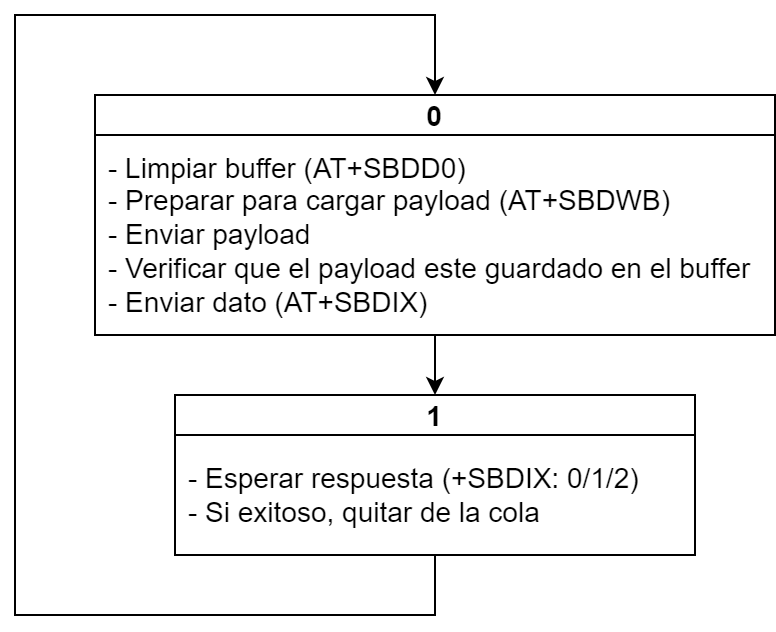 0
- Limpiar buffer (AT+SBDD0)
- Preparar para cargar payload (AT+SBDWB)
- Enviar payload
- Verificar que el payload este guardado en el buffer
- Enviar dato (AT+SBDIX)
1
- Esperar respuesta (+SBDIX: 0/1/2)
- Si exitoso, quitar de la cola